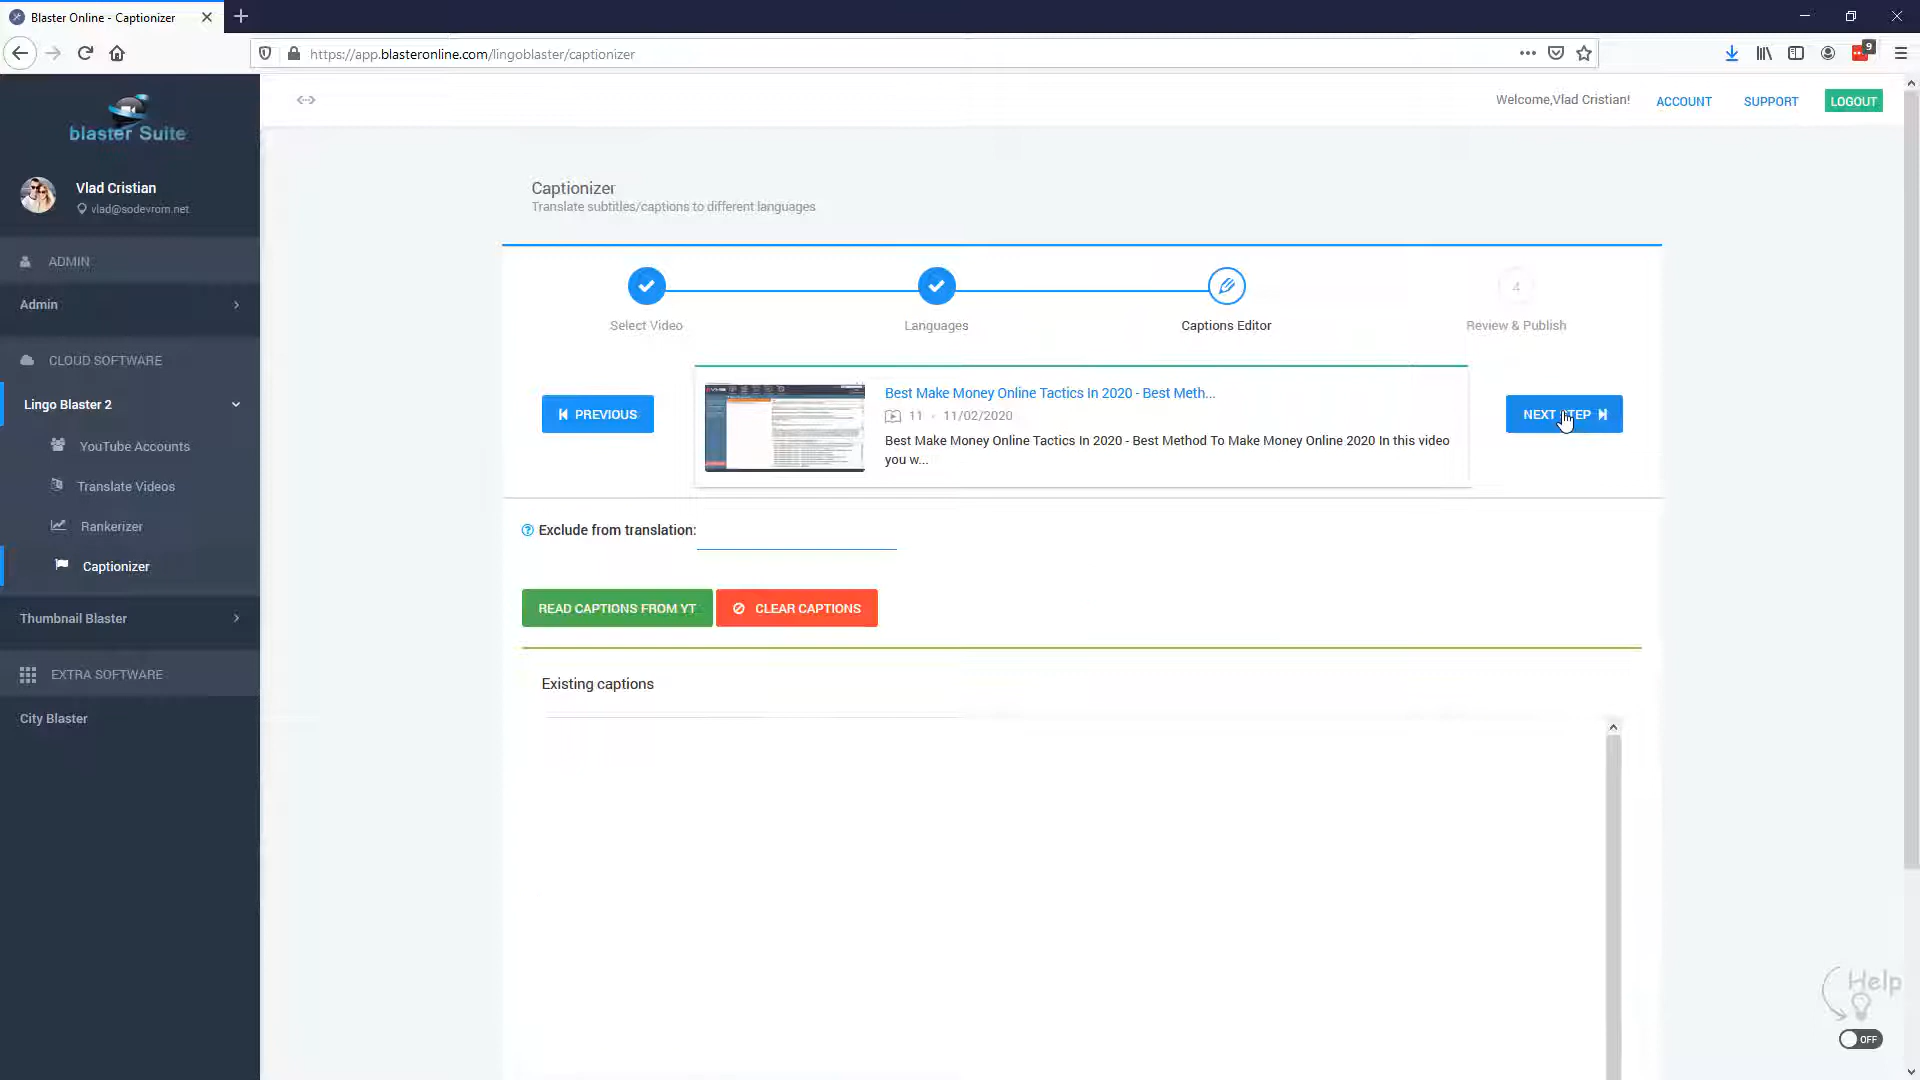 Blaster Online - Captionizer
https://app.blasteronline.com/lingoblaster/captionizer
9
blaster Suite
Welcome,Vlad Cristian!
ACCOUNT
SUPPORT
LOGOUT
Vlad Cristian
vlad@sodevrom.net
ADMIN
Admin
CLOUD SOFTWARE
Lingo Blaster 2
YouTube Accounts
Translate Videos
Rankerizer
Captionizer
Thumbnail Blaster
EXTRA SOFTWARE
City Blaster
Captionizer
Translate subtitles/captions to different languages
4
Select Video
Languages
Captions Editor
Review & Publish
PREVIOUS
Best Make Money Online Tactics In 2020 - Best Meth...
11 • 11/02/2020
Best Make Money Online Tactics In 2020 - Best Method To Make Money Online 2020 In this video
you w...
NEXT STEP
Exclude from translation:
READ CAPTIONS FROM YT
CLEAR CAPTIONS
Existing captions
Help
OFF